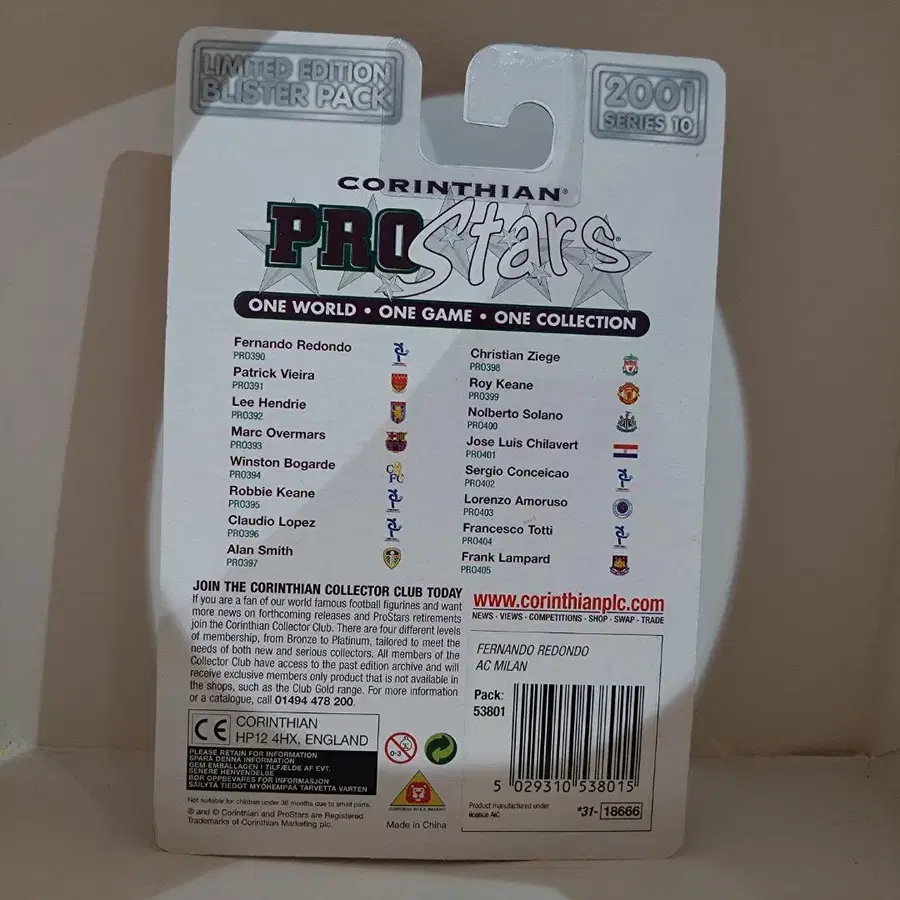 LIMITED EDITION
BLISTER PACK
2001
SERIES 10
CORINTHIAN®
PROStars®
ONE WORLD • ONE GAME • ONE COLLECTION
Fernando Redondo
PRO390
Patrick Vieira
PRO391
Lee Hendrie
PRO392
Marc Overmars
PRO393
Winston Bogarde
PRO394
Robbie Keane
PRO395
Claudio Lopez
PRO396
Alan Smith
PRO397
Christian Ziege
PRO398
Roy Keane
PRO399
Nolberto Solano
PRO400
Jose Luis Chilavert
PRO401
Sergio Conceicao
PRO402
Lorenzo Amoruso
PRO403
Francesco Totti
PRO404
Frank Lampard
PRO405
JOIN THE CORINTHIAN COLLECTOR CLUB TODAY
If you are a fan of our world famous football figurines and want
more news on forthcoming releases and ProStars retirements
join the Corinthian Collector Club. There are four different levels
of membership, from Bronze to Platinum, tailored to meet the
needs of both new and serious collectors. All members of the
Collector Club have access to the past edition archive and will
receive exclusive members only product that is not available in
the shops, such as the Club Gold range. For more information
or a catalogue, call 01494 478 200.
www.corinthianplc.com
NEWS · VIEWS · COMPETITIONS · SHOP · SWAP · TRADE
FERNANDO REDONDO
AC MILAN
Pack:
53801
5 029310 538015
Product manufactured under
licence A/C
*31- 18666
CE CORINTHIAN
HP12 4HX, ENGLAND
PLEASE RETAIN FOR INFORMATION
SPARA DENNA INFORMATION
GEM EMBALLAGEN I TILFÆLDE AF EVT.
SENERE HENVENDELSE
BØR OPPBEVARES FOR INFORMASJON
SÄILYTÄ TIEDOT MYÖHEMPÄÄ TARVETTA VARTEN
Not suitable for children under 36 months due to small parts.
® and © Corinthian and ProStars are Registered
Trademarks of Corinthian Marketing plc.
0-3
Made in China